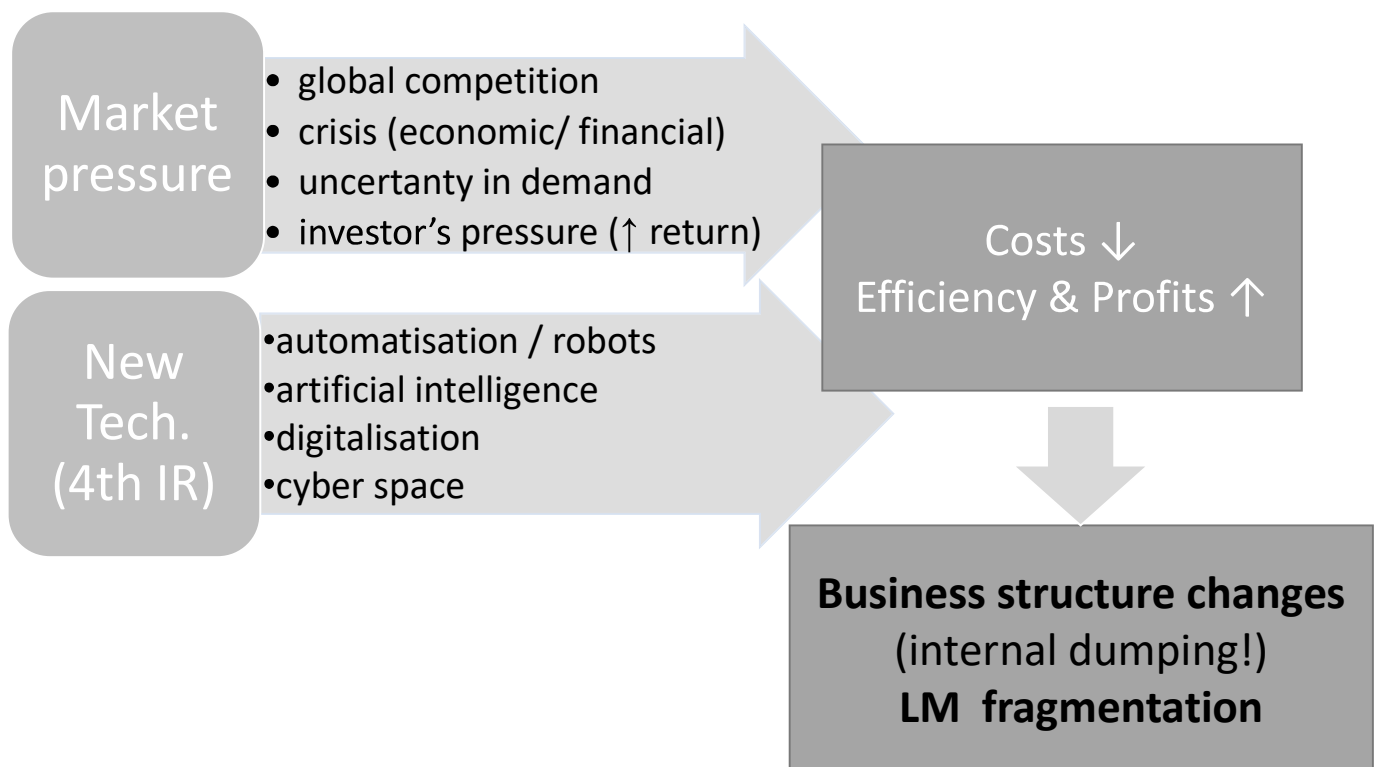 Market
pressure
• global competition
• crisis (economic/ financial)
• uncertanty in demand
• investor’s pressure (↑ return)
New
Tech.
(4th IR)
•automatisation / robots
•artificial intelligence
•digitalisation
•cyber space
Costs ↓
Efficiency & Profits ↑
Business structure changes
(internal dumping!)
LM fragmentation